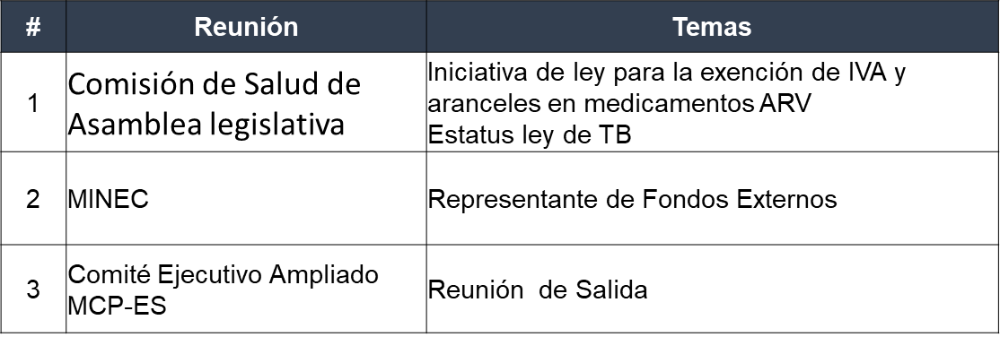 # Reunión Temas
1 Comisión de Salud de Asamblea legislativa Iniciativa de ley para la exención de IVA y aranceles en medicamentos ARV Estatus ley de TB
2 MINEC Representante de Fondos Externos
3 Comité Ejecutivo Ampliado MCP-ES Reunión de Salida